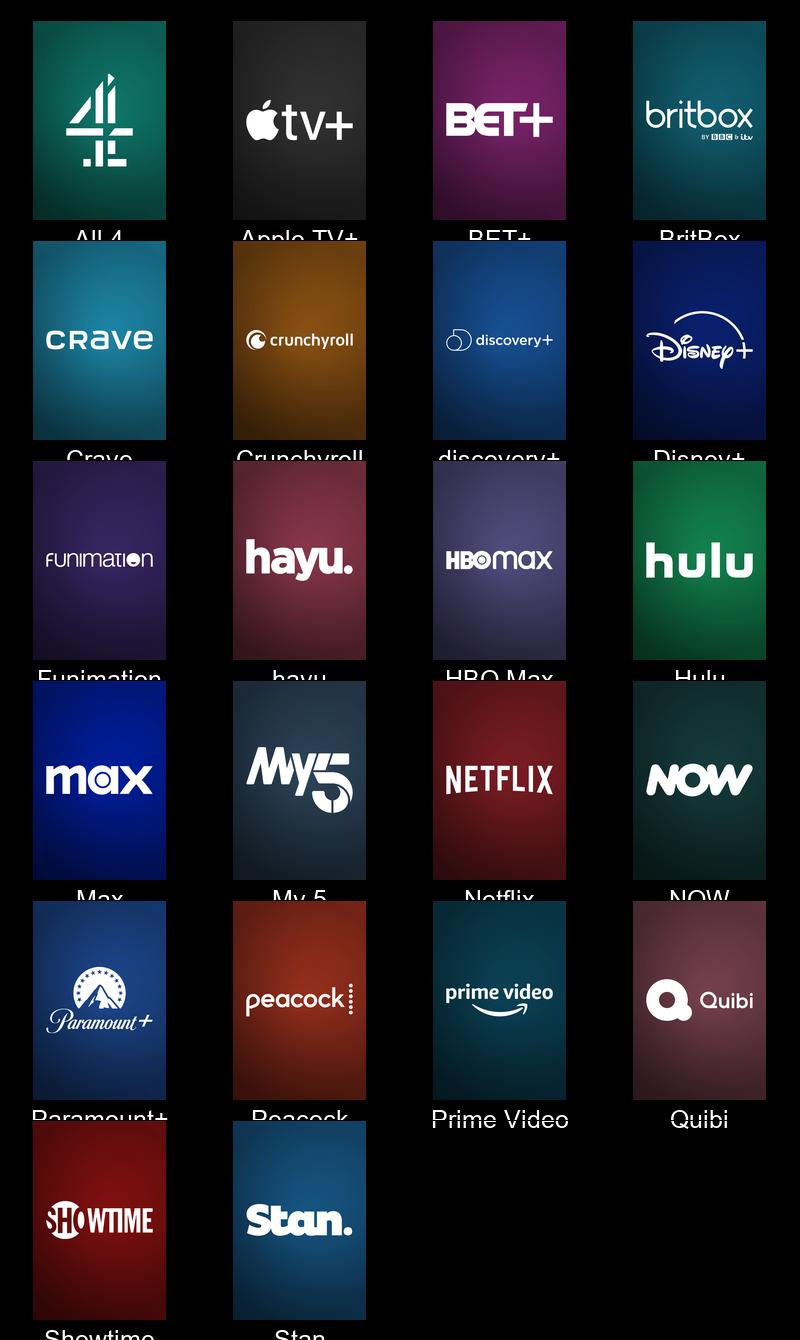 4
tv+
BET+
britbox
BY BBC & itv
All 4
Apple TV+
BET+
BritBox
crave
crunchyroll
discovery+
Disney+
Crave
Crunchyroll
discovery+
Disney+
Funimation
hayu.
HBOmax
hulu
Funimation
hayu
HBO Max
Hulu
max
My5
NETFLIX
NOW
Max
My 5
Netflix
NOW
Paramount+
peacock
prime video
Quibi
Paramount+
Peacock
Prime Video
Quibi
SHOWTIME
Stan.
Showtime
Stan